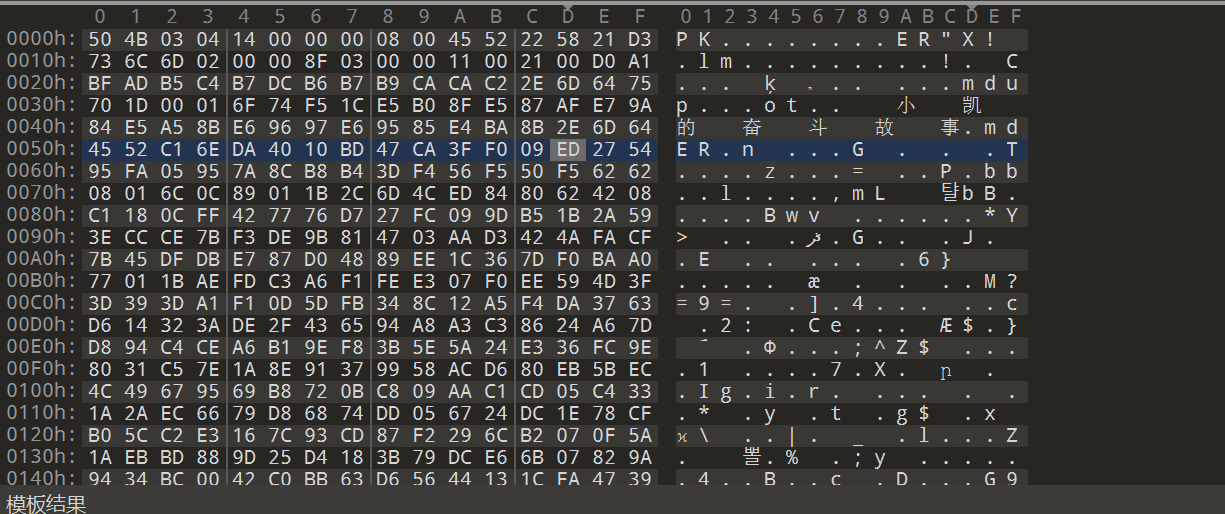 0 1 2 3 4 5 6 7 8 9 A B C D E F 0 1 2 3 4 5 6 7 8 9 A B C D E F
0000h: 50 4B 03 04 14 00 00 00 08 00 45 52 22 58 21 D3 PK........ER"X!
0010h: 73 6C 6D 02 00 00 8F 03 00 00 11 00 21 00 D0 A1 .lm.........!. C
0020h: BF AD B5 C4 B7 DC B6 B7 B9 CA CA C2 2E 6D 64 75 .mdu
0030h: 70 1D 00 01 6F 74 F5 1C E5 B0 8F E5 87 AF E7 9A p...ot.. 小 凯
0040h: 84 E5 A5 8B E6 96 97 E6 95 85 E4 BA 8B 2E 6D 64 的 奋 斗 故 事.md
0050h: 45 52 C1 6E DA 40 10 BD 47 CA 3F F0 09 ED 27 54 ER.n ...G . . .T
0060h: 95 FA 05 95 7A 8C B8 B4 3D F4 56 F5 50 F5 62 62 ....z...= ..P.bb
0070h: 08 01 6C 0C 89 01 1B 2C 6D 4C ED 84 80 62 42 08 ..l....,mL 턀bB.
0080h: C1 18 0C FF 42 77 76 D7 27 FC 09 9D B5 1B 2A 59 ....Bwv ......*Y
0090h: 3E CC CE 7B F3 DE 9B 81 47 03 AA D3 42 4A FA CF > .G...J.
00A0h: 7B 45 DF DB E7 87 D0 48 89 EE 1C 36 7D F0 BA A0 .E .. ....6}
00B0h: 77 01 1B AE FD C3 A6 F1 FE E3 07 F0 EE 59 4D 3F ..... æ . . ..M?
00C0h: 3D 39 3D A1 F1 0D 5D FB 34 8C 12 A5 F4 DA 37 63 =9=. .].4... .c
00D0h: D6 14 32 3A DE 2F 43 65 94 A8 A3 C3 86 24 A6 7D .2: .Ce... Æ$.}
00E0h: D8 94 C4 CE A6 B1 9E F8 3B 5E 5A 24 E3 36 FC 9E .Φ...;^Z$ ...
00F0h: 80 31 C5 7E 1A 8E 91 37 99 58 AC D6 80 EB 5B EC .1 ...7.X.
0100h: 4C 49 67 95 69 B8 72 0B C8 09 AA C1 CD 05 C4 33 .Ig.i.r. . .. .
0110h: 1A 2A EC 66 79 D8 68 74 DD 05 67 24 DC 1E 78 CF .*.y.t.g$.x
0120h: B0 5C C2 E3 16 7C 93 CD 87 F2 29 6C B2 07 0F 5A \ ..|. _ .l...Z
0130h: 1A EB BD 88 9D 25 D4 18 3B 79 DC E6 6B 07 82 9A . 뽈.% .;y .....
0140h: 94 34 BC 00 42 C0 BB 63 D6 56 44 13 1C FA 47 39 .4..B..c .D...G9
模板结果